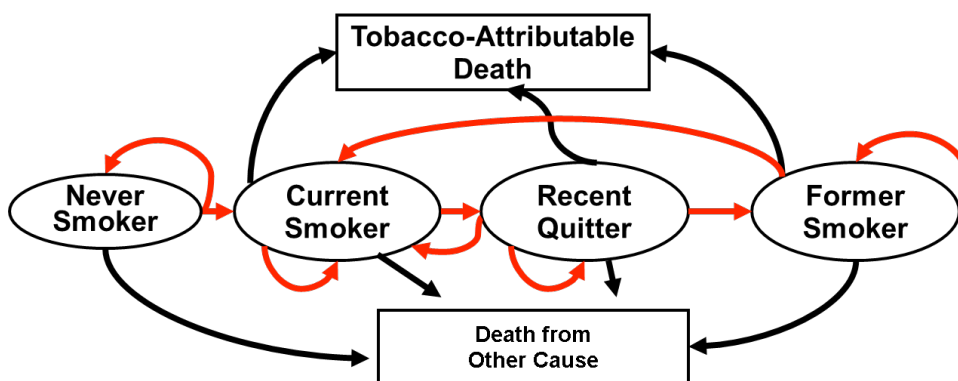 Tobacco-Attributable
Death
Never
Smoker
Current
Smoker
Recent
Quitter
Former
Smoker
Death from
Other Cause